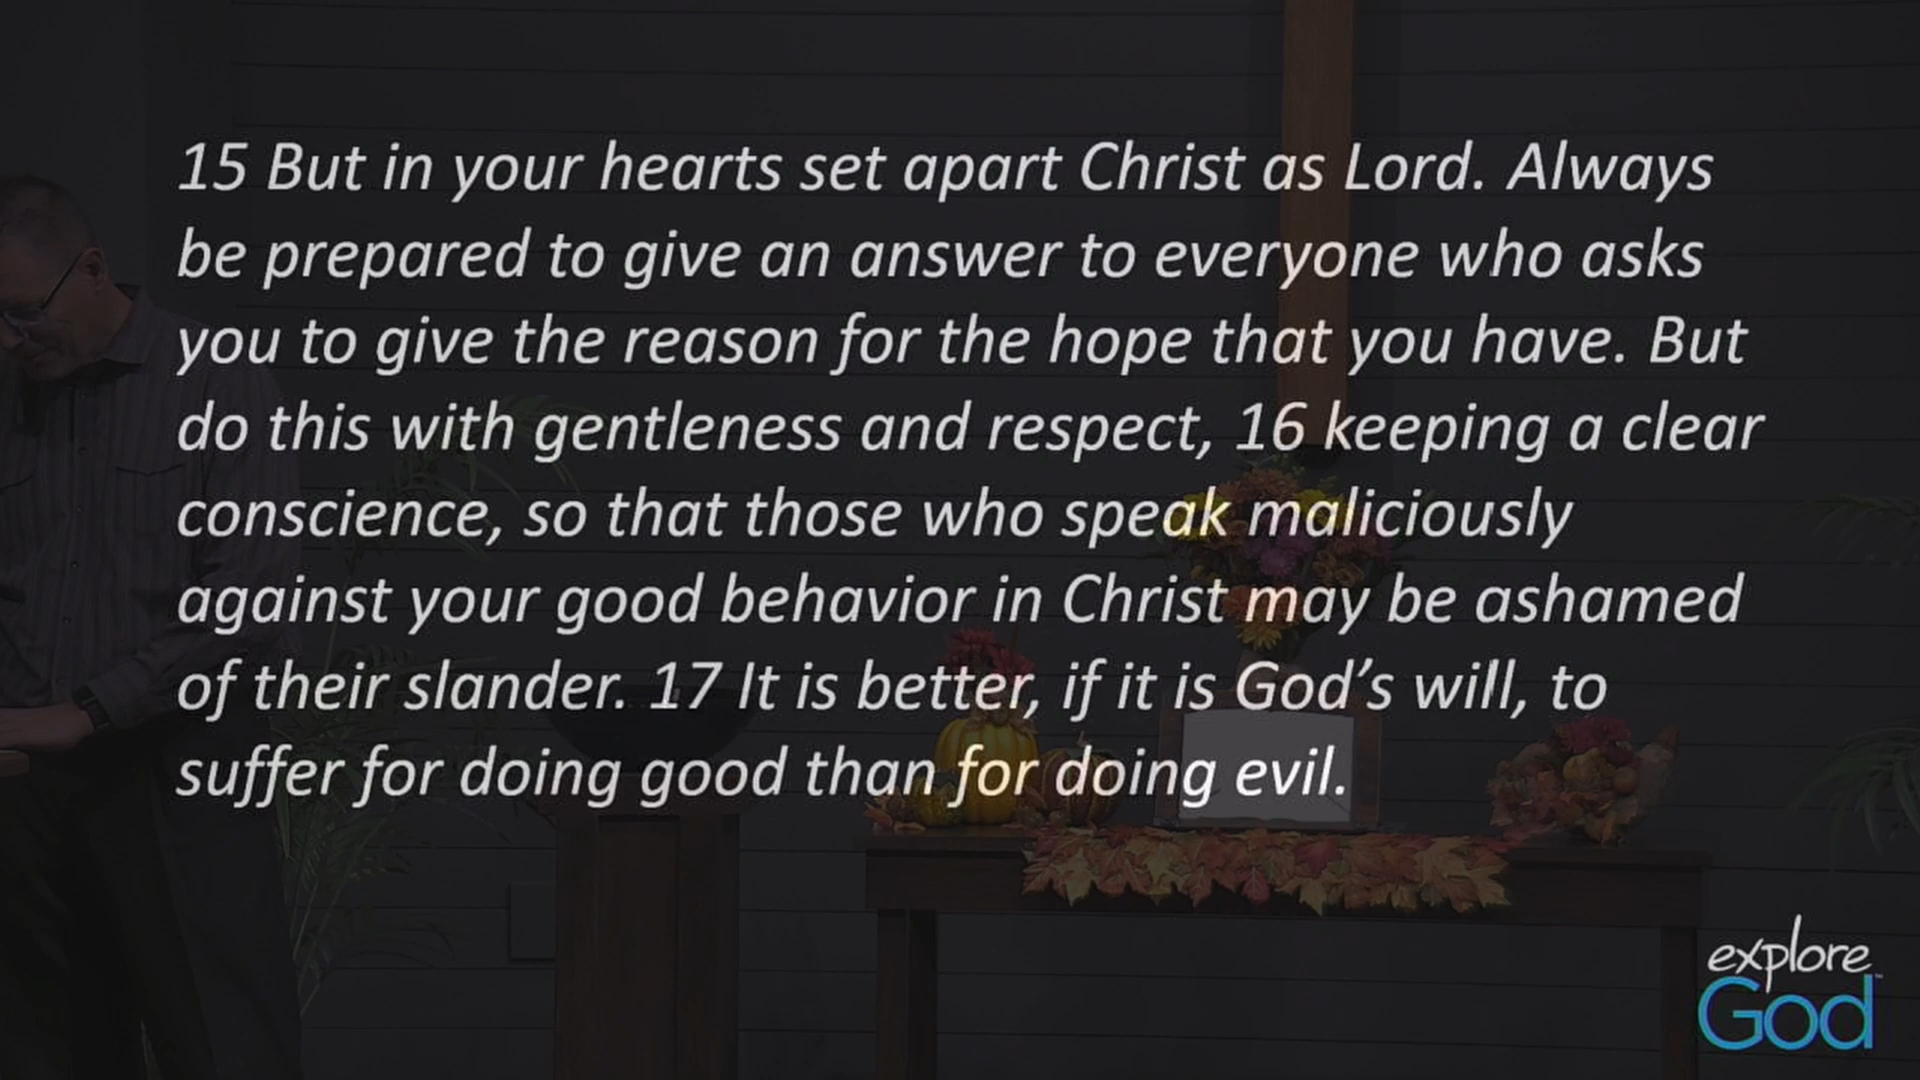 15 But in your hearts set apart Christ as Lord. Always
be prepared to give an answer to everyone who asks
you to give the reason for the hope that you have. But
do this with gentleness and respect, 16 keeping a clear
conscience, so that those who speak maliciously
against your good behavior in Christ may be ashamed
of their slander. 17 It is better, if it is God’s will, to
suffer for doing good than for doing evil.
explore
God™